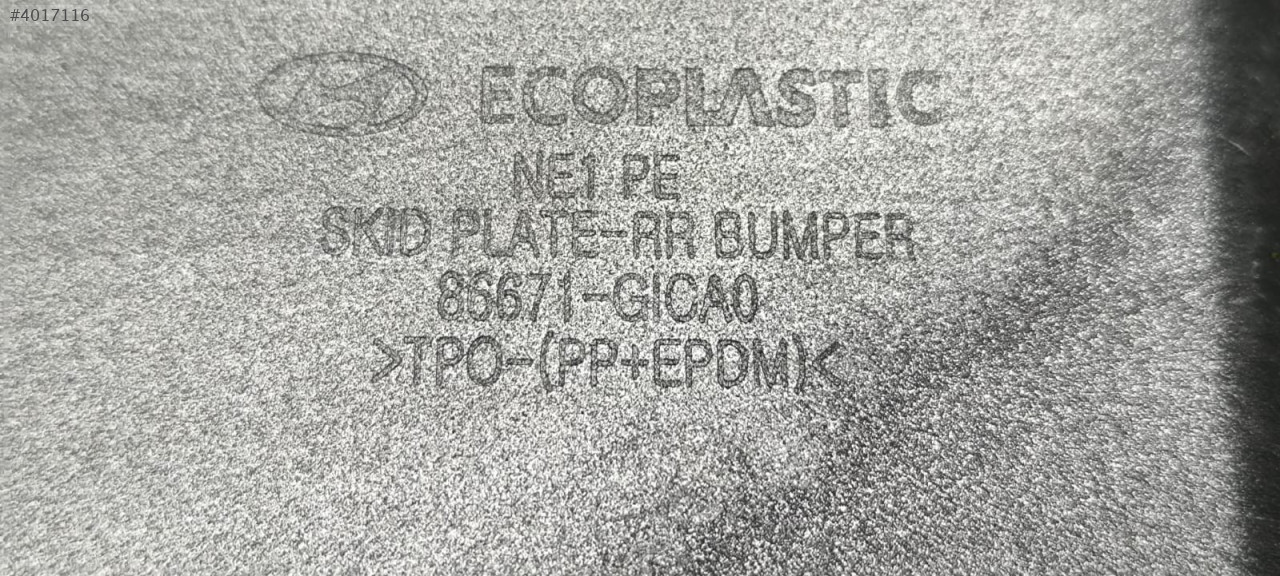 #4017116
ECOPLASTIC
NE1 PE
SKID PLATE-RR BUMPER
86671-GICA0
>TPO-(PP+EPDM)<